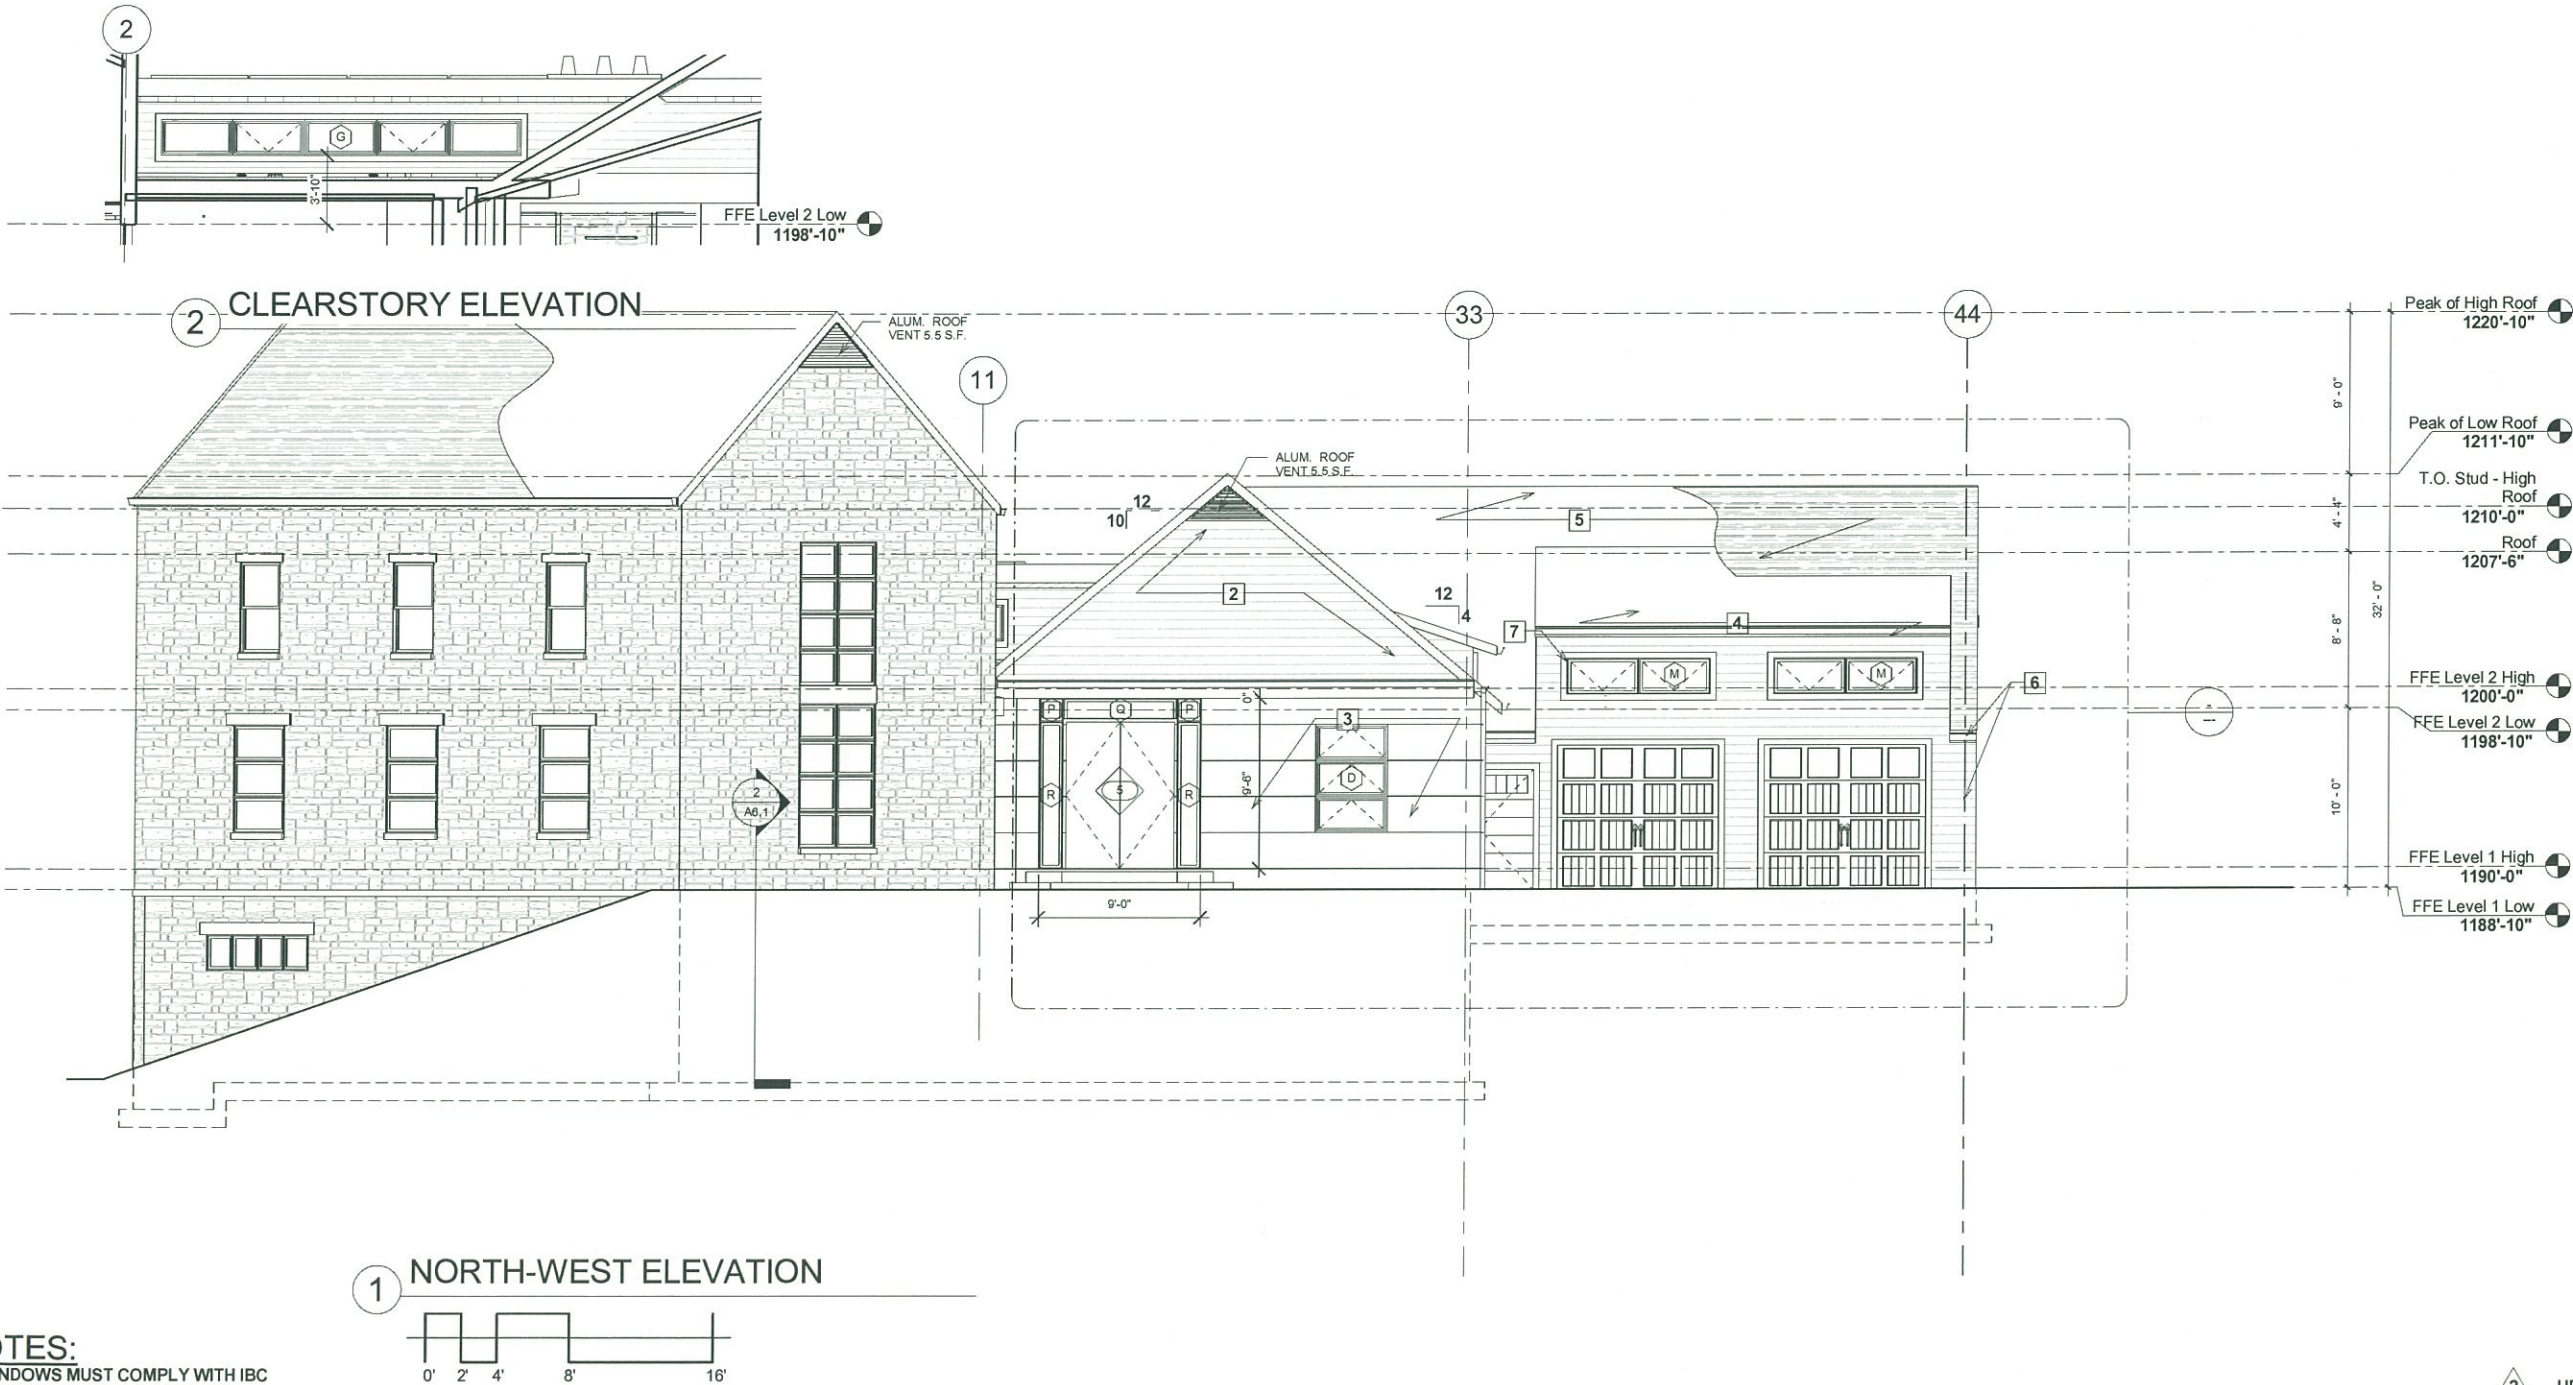 2
G
3'-10"
FFE Level 2 Low
1198'-10"
2
CLEARSTORY ELEVATION
ALUM. ROOF
VENT 5.5 S.F.
11
33
44
Peak of High Roof
1220'-10"
9' - 0"
Peak of Low Roof
1211'-10"
ALUM. ROOF
VENT 5.5 S.F.
12
10
5
T.O. Stud - High
Roof
1210'-0"
4' - 4"
Roof
1207'-6"
2
12
4
7
4
32' - 0"
8' - 8"
M
M
6
FFE Level 2 High
1200'-0"
FFE Level 2 Low
1198'-10"
P
Q
P
0"
3
2
A6.1
R
5
R
9'-6"
D
10' - 0"
FFE Level 1 High
1190'-0"
9'-0"
FFE Level 1 Low
1188'-10"
1
NORTH-WEST ELEVATION
0'
2'
4'
8'
16'
OTES:
NDOWS MUST COMPLY WITH IBC